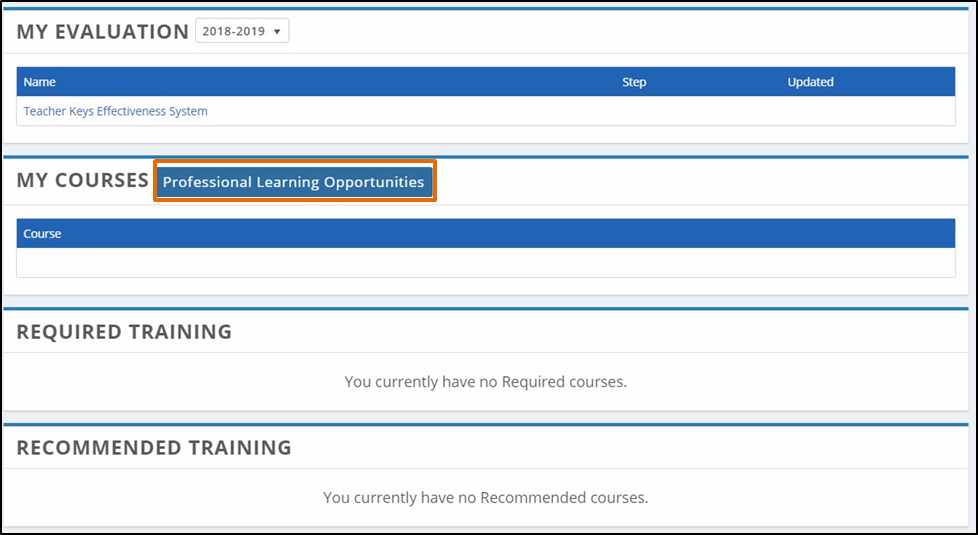 MY EVALUATION 2018-2019
Name Step Updated
Teacher Keys Effectiveness System
MY COURSES Professional Learning Opportunities
Course
REQUIRED TRAINING
You currently have no Required courses.
RECOMMENDED TRAINING
You currently have no Recommended courses.